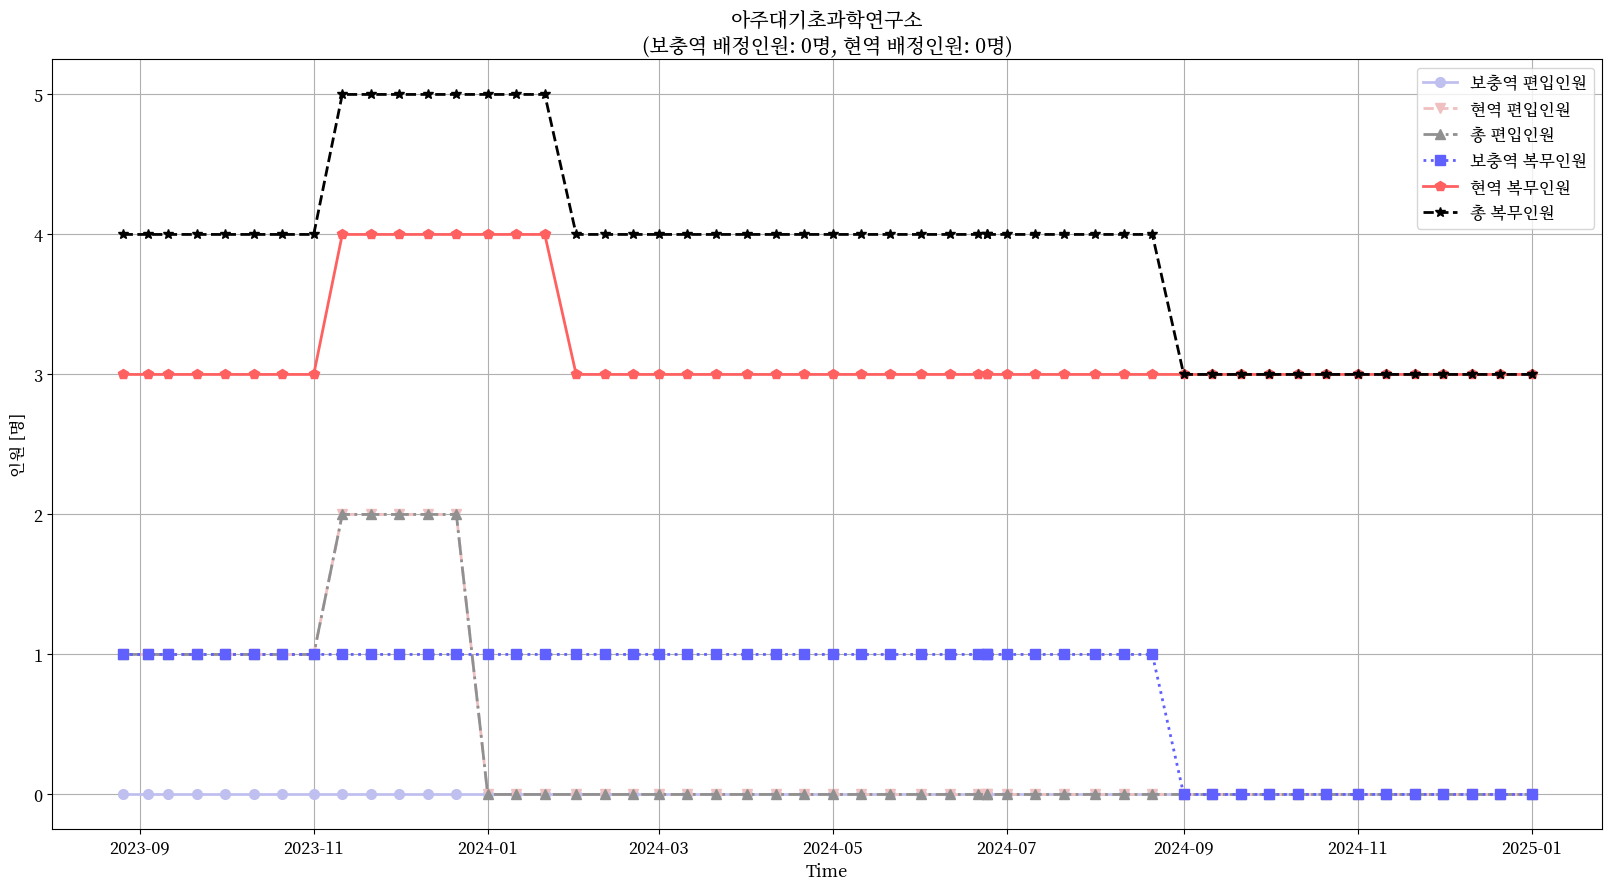 아주대기초과학연구소
(보충역 배정인원: 0명, 현역 배정인원: 0명)
보충역 편입인원
현역 편입인원
총 편입인원
보충역 복무인원
현역 복무인원
총 복무인원
5
4
3
2
1
0
인원 [명]
2023-09
2023-11
2024-01
2024-03
2024-05
2024-07
2024-09
2024-11
2025-01
Time